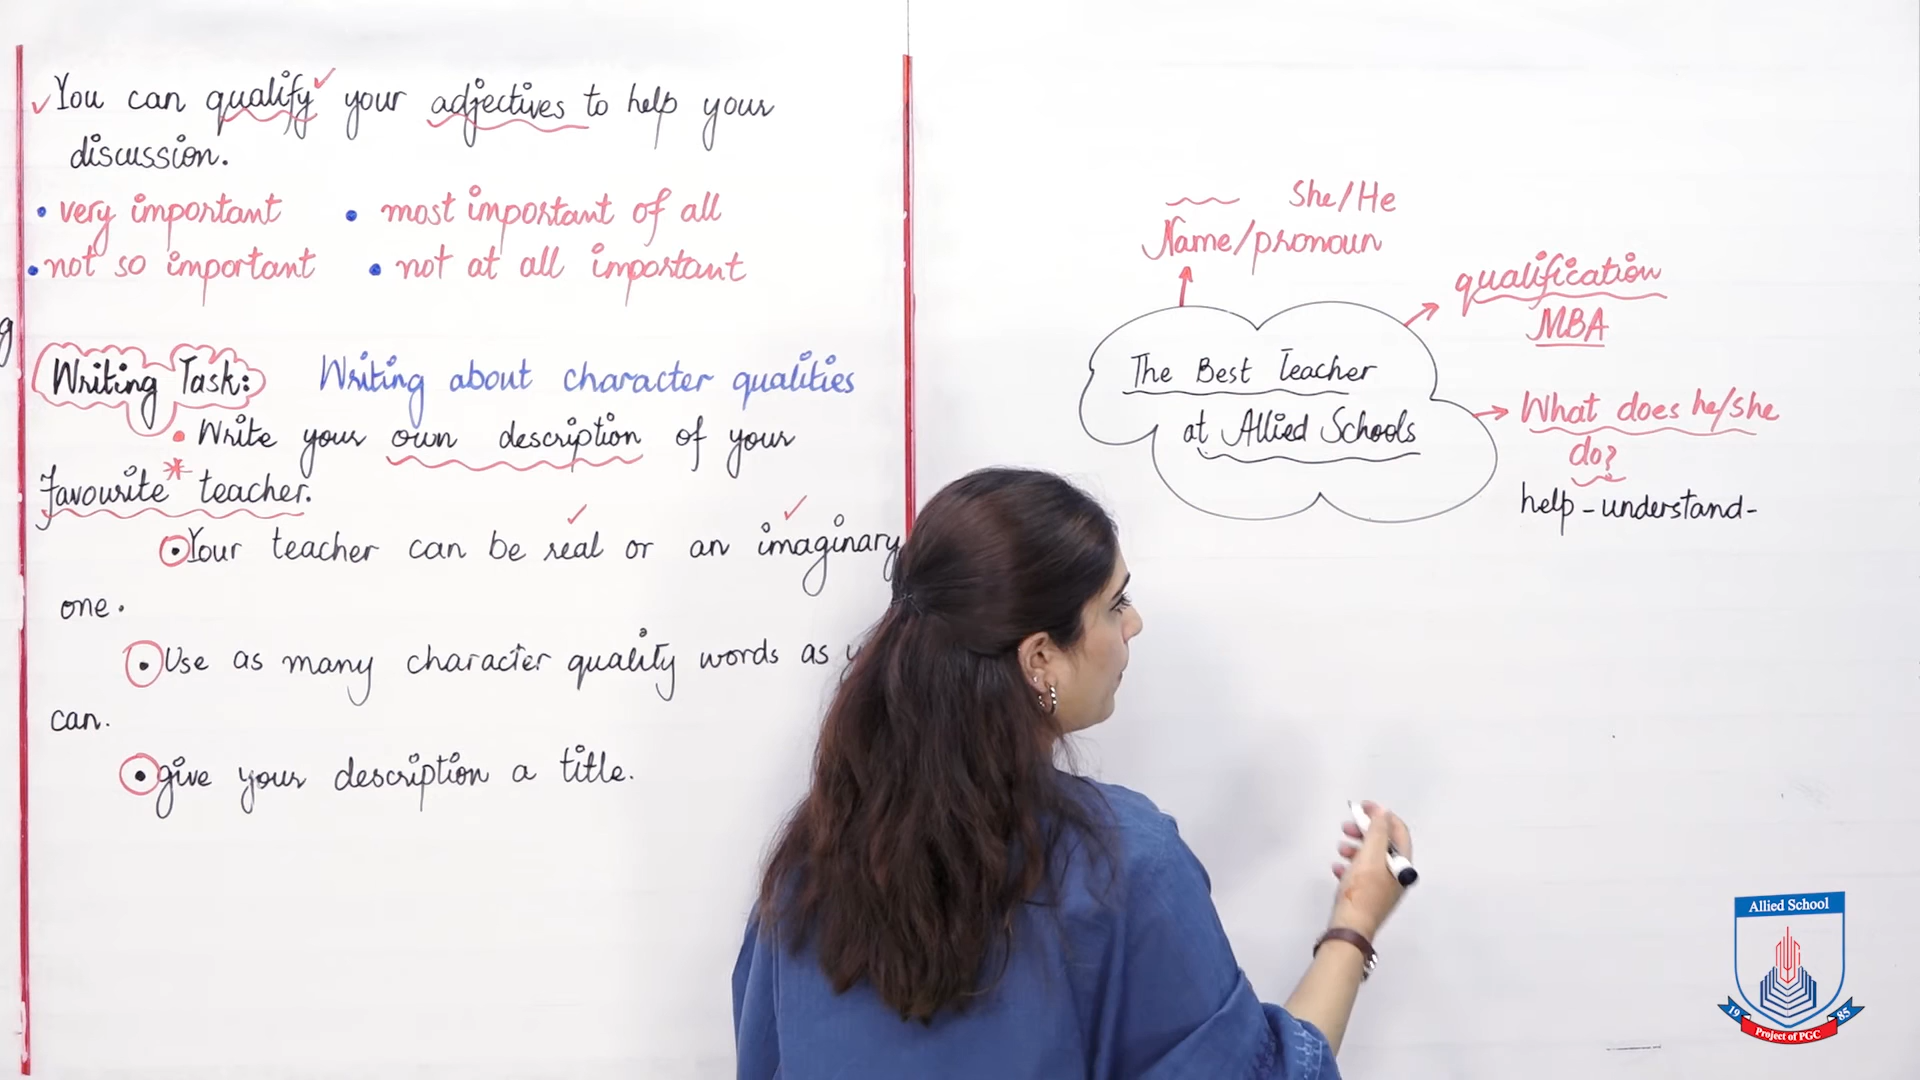 You can qualify your adjectives to help your
discussion.
• very important • most important of all
• not so important • not at all important
Writing Task: Writing about character qualities
• Write your own description of your
favourite* teacher.
• Your teacher can be real or an imaginary
one.
• Use as many character quality words as
can.
• give your description a title.
She/He
Name/pronoun
qualification
MBA
The Best Teacher
at Allied Schools
What does he/she
do?
help - understand -
Allied School
19 85
Project of PGC